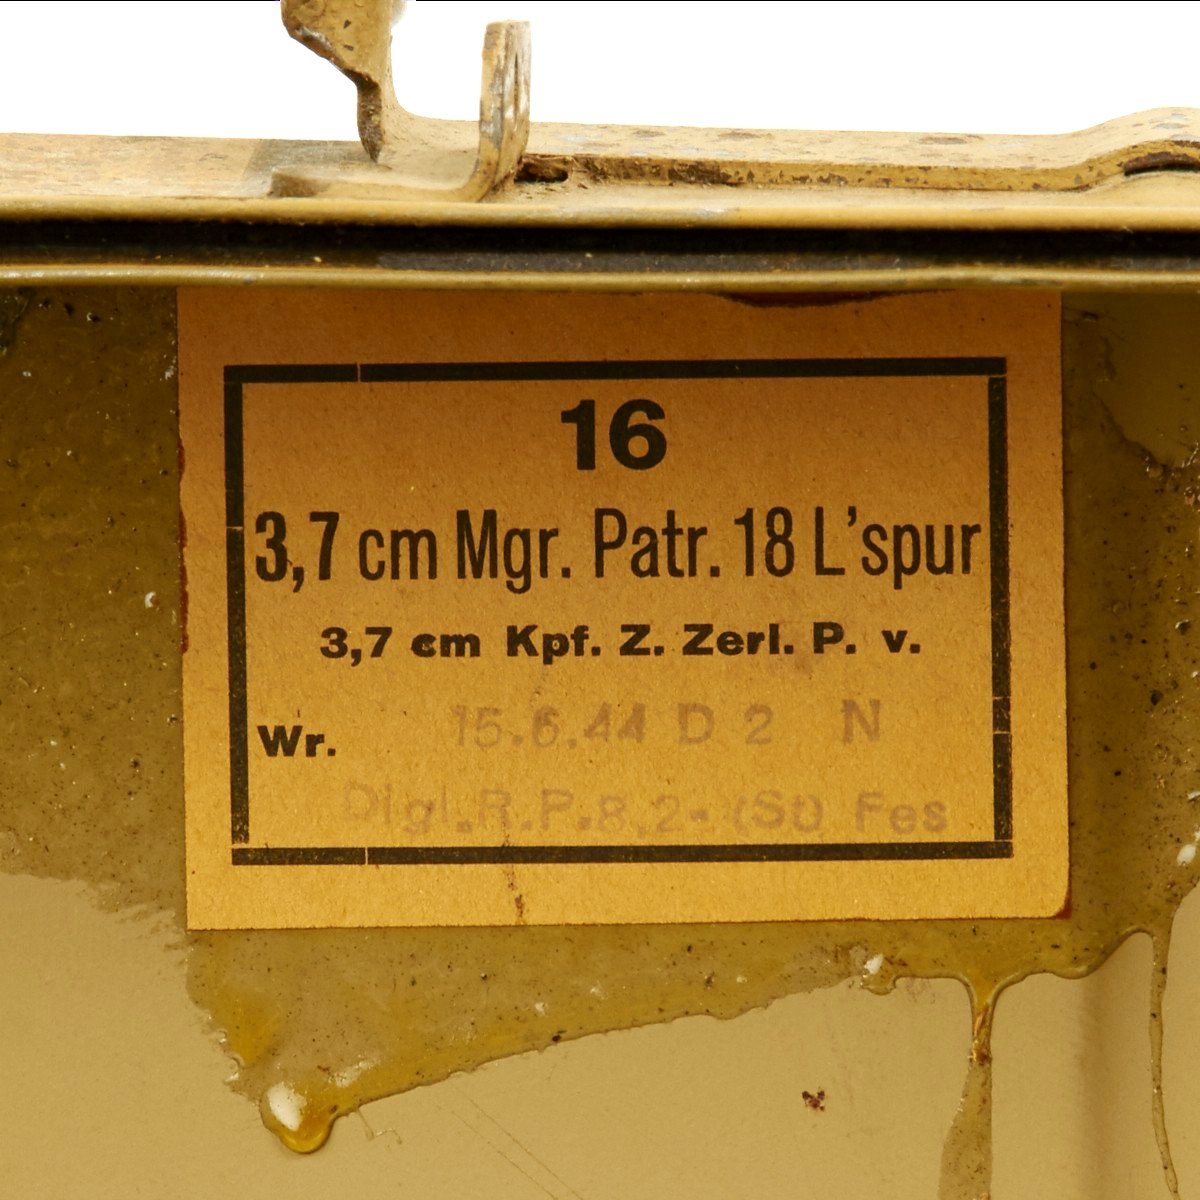 16
3,7 cm Mgr. Patr. 18 L'spur
3,7 cm Kpf. Z. Zerl. P. v.
Wr. 15.6.44 D 2 N
Digl.R.P.8,2- (St) Fes